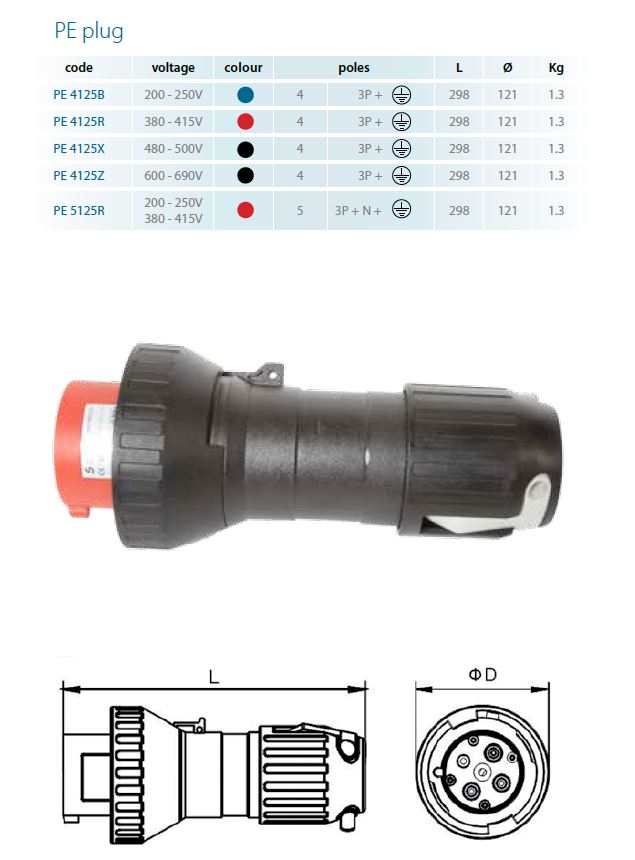 PE plug
code voltage colour poles L Ø Kg
PE 4125B 200 - 250V 4 3P + 298 121 1.3
PE 4125R 380 - 415V 4 3P + 298 121 1.3
PE 4125X 480 - 500V 4 3P + 298 121 1.3
PE 4125Z 600 - 690V 4 3P + 298 121 1.3
PE 5125R 200 - 250V 380 - 415V 5 3P + N + 298 121 1.3
L
ΦD